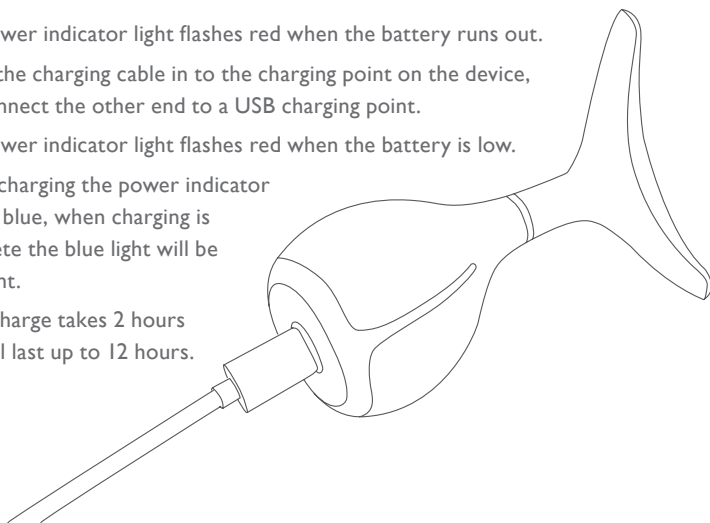 ower indicator light flashes red when the battery runs out.
the charging cable in to the charging point on the device,
nnect the other end to a USB charging point.
ower indicator light flashes red when the battery is low.
charging the power indicator
blue, when charging is
ete the blue light will be
nt.
harge takes 2 hours
l last up to 12 hours.